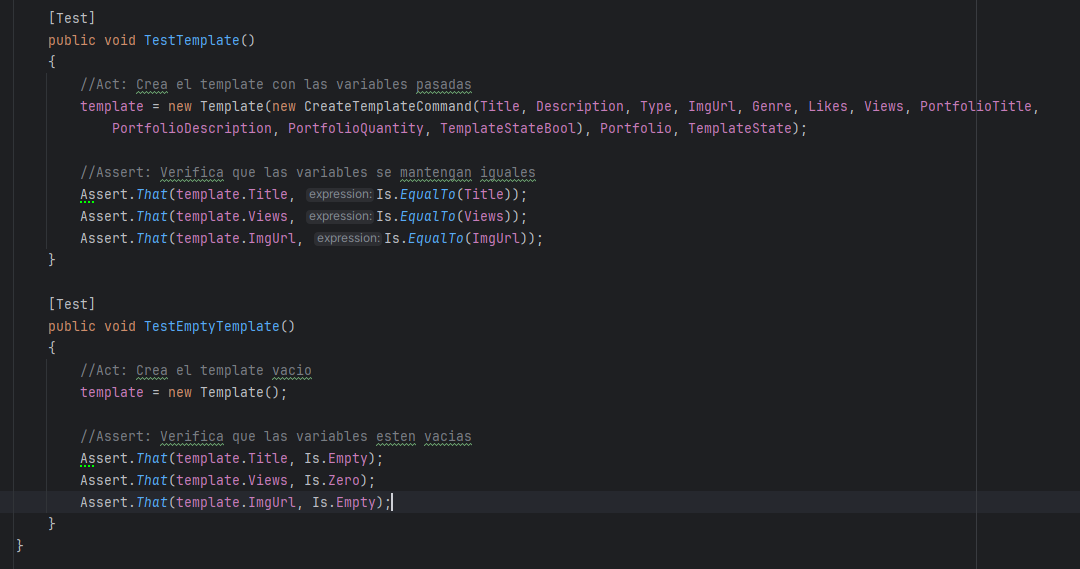 [Test]
public void TestTemplate()
{
//Act: Crea el template con las variables pasadas
template = new Template(new CreateTemplateCommand(Title, Description, Type, ImgUrl, Genre, Likes, Views, PortfolioTitle,
PortfolioDescription, PortfolioQuantity, TemplateStateBool), Portfolio, TemplateState);
//Assert: Verifica que las variables se mantengan iguales
Assert.That(template.Title, expression: Is.EqualTo(Title));
Assert.That(template.Views, expression: Is.EqualTo(Views));
Assert.That(template.ImgUrl, expression: Is.EqualTo(ImgUrl));
}
[Test]
public void TestEmptyTemplate()
{
//Act: Crea el template vacio
template = new Template();
//Assert: Verifica que las variables esten vacias
Assert.That(template.Title, Is.Empty);
Assert.That(template.Views, Is.Zero);
Assert.That(template.ImgUrl, Is.Empty);
}
}